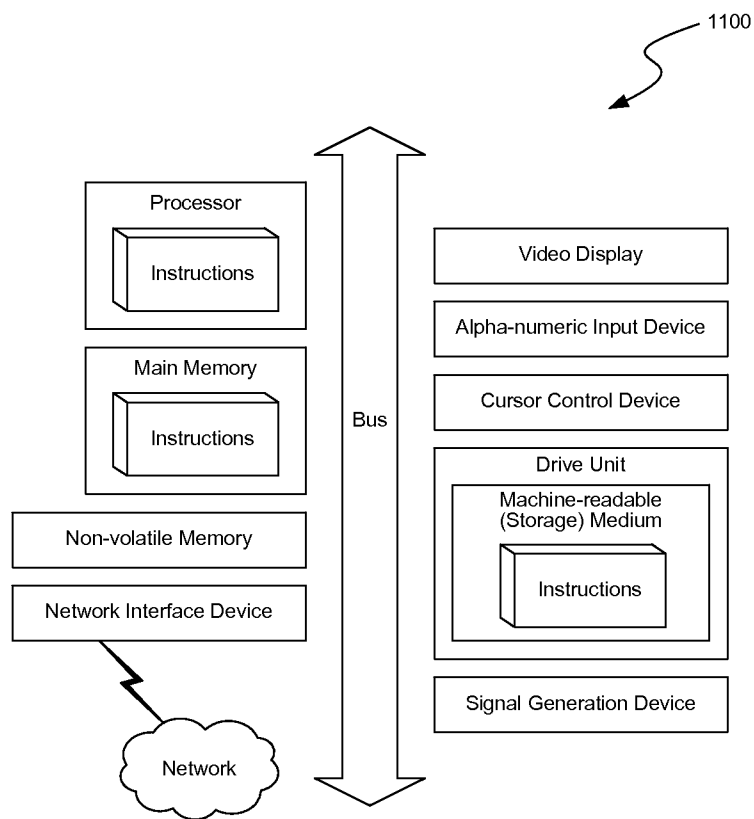 1100
Processor
Instructions
Main Memory
Instructions
Non-volatile Memory
Network Interface Device
Network
Bus
Video Display
Alpha-numeric Input Device
Cursor Control Device
Drive Unit
Machine-readable
(Storage) Medium
Instructions
Signal Generation Device